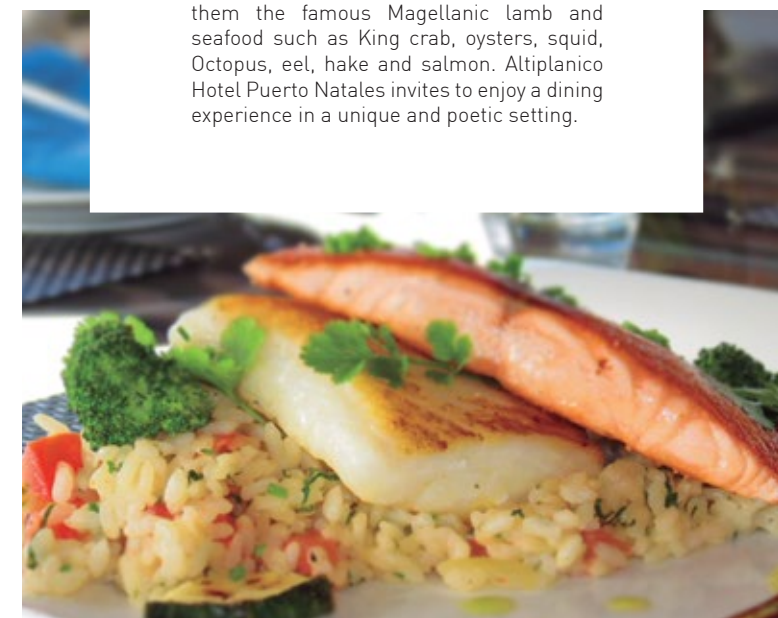 them the famous Magellanic lamb and
seafood such as King crab, oysters, squid,
Octopus, eel, hake and salmon. Altiplanico
Hotel Puerto Natales invites to enjoy a dining
experience in a unique and poetic setting.